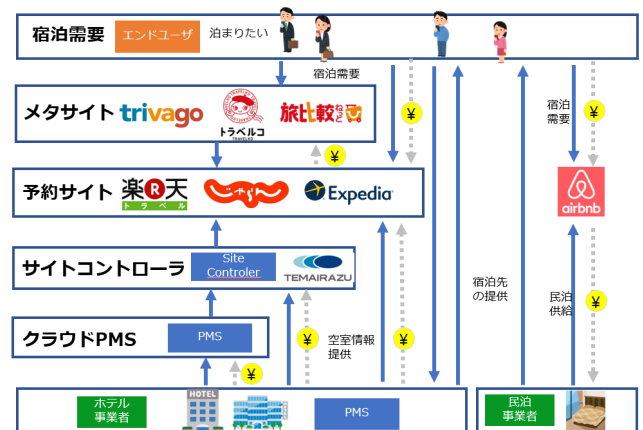 宿泊需要
エンドユーザ
泊まりたい
宿泊需要
メタサイト
trivago
トラベルコ
TRAVELKO
旅比較ねっと
¥
宿泊
需要
¥
¥
予約サイト
楽R天
トラベル
じゃらん
Expedia
airbnb
サイトコントローラ
Site
Controler
TEMAIRAZU
宿泊先
の提供
民泊
供給
¥
クラウドPMS
PMS
¥
空室情報
提供
¥
¥
ホテル
事業者
HOTEL
PMS
民泊
事業者